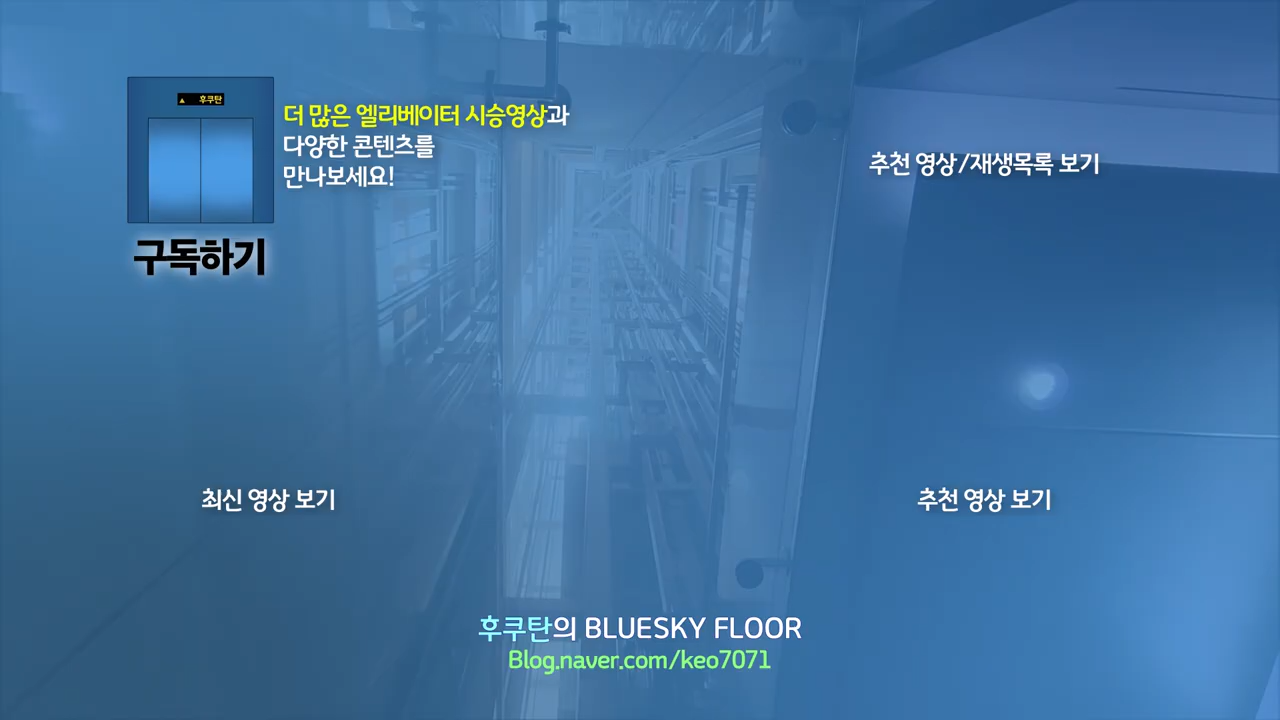 ▲ 후쿠탄
더 많은 엘리베이터 시승영상과
다양한 콘텐츠를
만나보세요!
구독하기
추천 영상/재생목록 보기
최신 영상 보기
추천 영상 보기
후쿠탄의 BLUESKY FLOOR
Blog.naver.com/keo7071